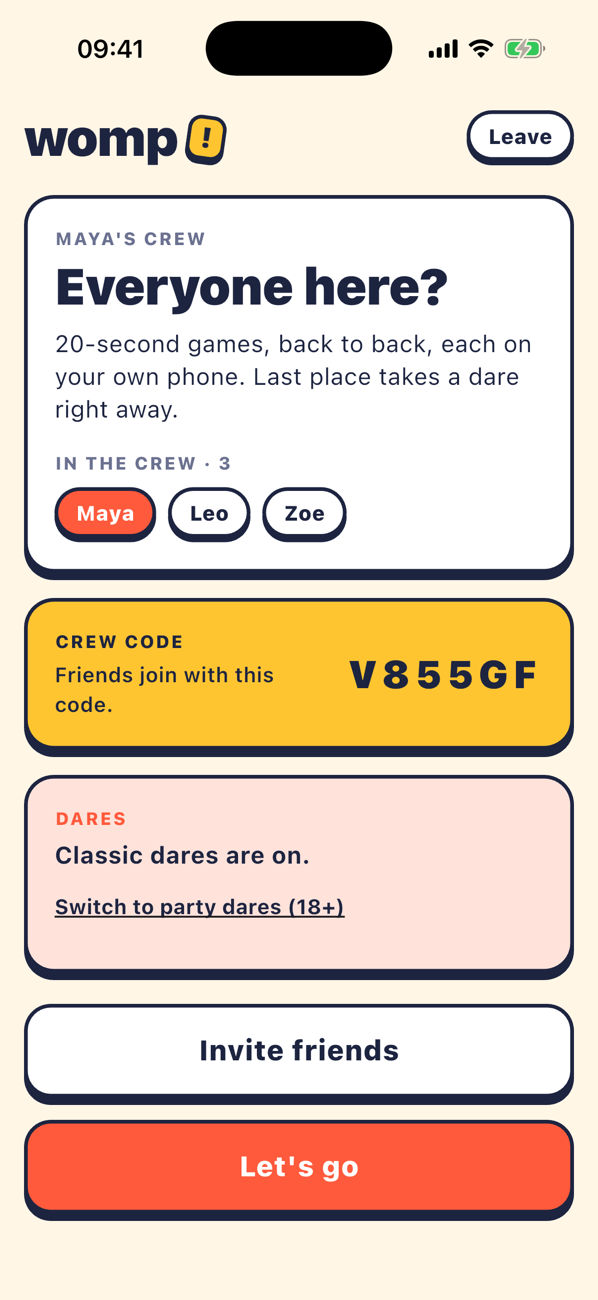 09:41
womp!
Leave
MAYA'S CREW
Everyone here?
20-second games, back to back, each on
your own phone. Last place takes a dare
right away.
IN THE CREW · 3
Maya
Leo
Zoe
CREW CODE
Friends join with this
code.
V855GF
DARES
Classic dares are on.
Switch to party dares (18+)
Invite friends
Let's go